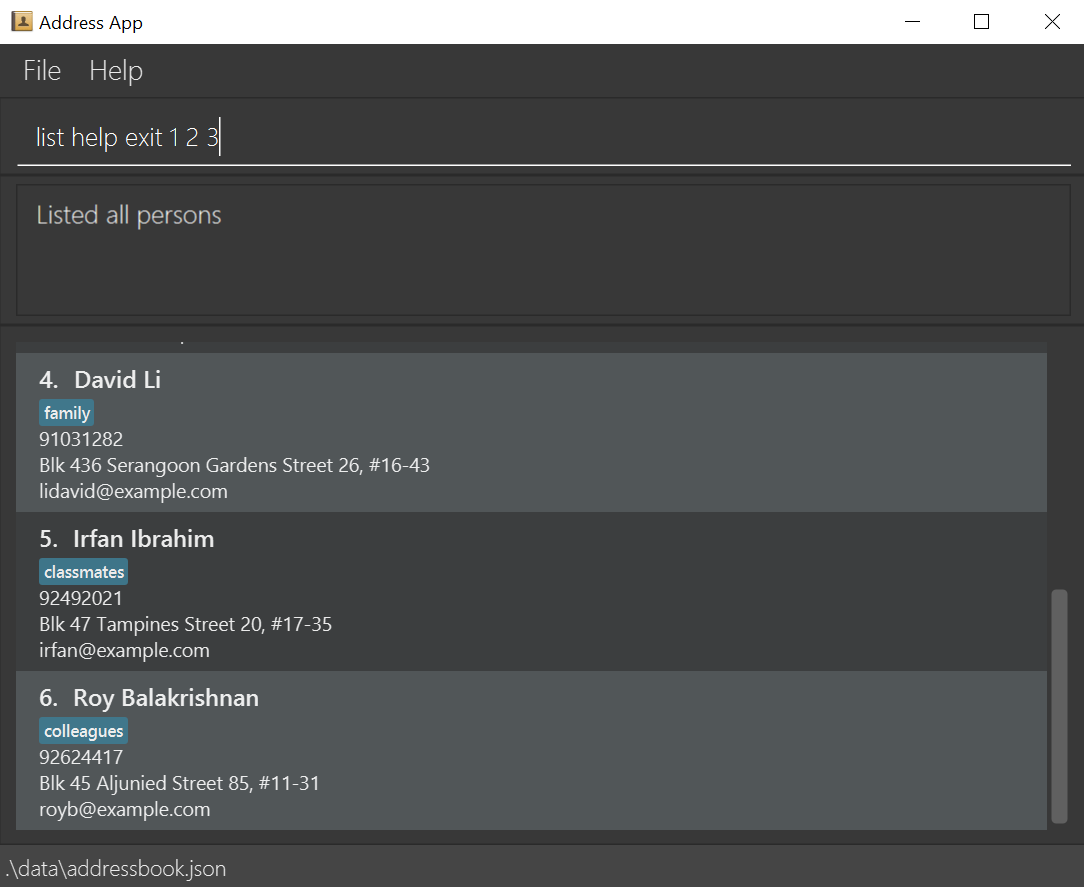 Address App
File Help
list help exit 1 2 3
Listed all persons
4. David Li
family
91031282
Blk 436 Serangoon Gardens Street 26, #16-43
lidavid@example.com
5. Irfan Ibrahim
classmates
92492021
Blk 47 Tampines Street 20, #17-35
irfan@example.com
6. Roy Balakrishnan
colleagues
92624417
Blk 45 Aljunied Street 85, #11-31
royb@example.com
.\data\addressbook.json